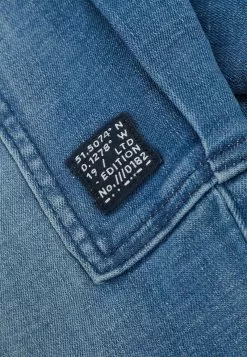 51.5074° N
0.1278° W
19 / LTD
- EDITION
No.///0182